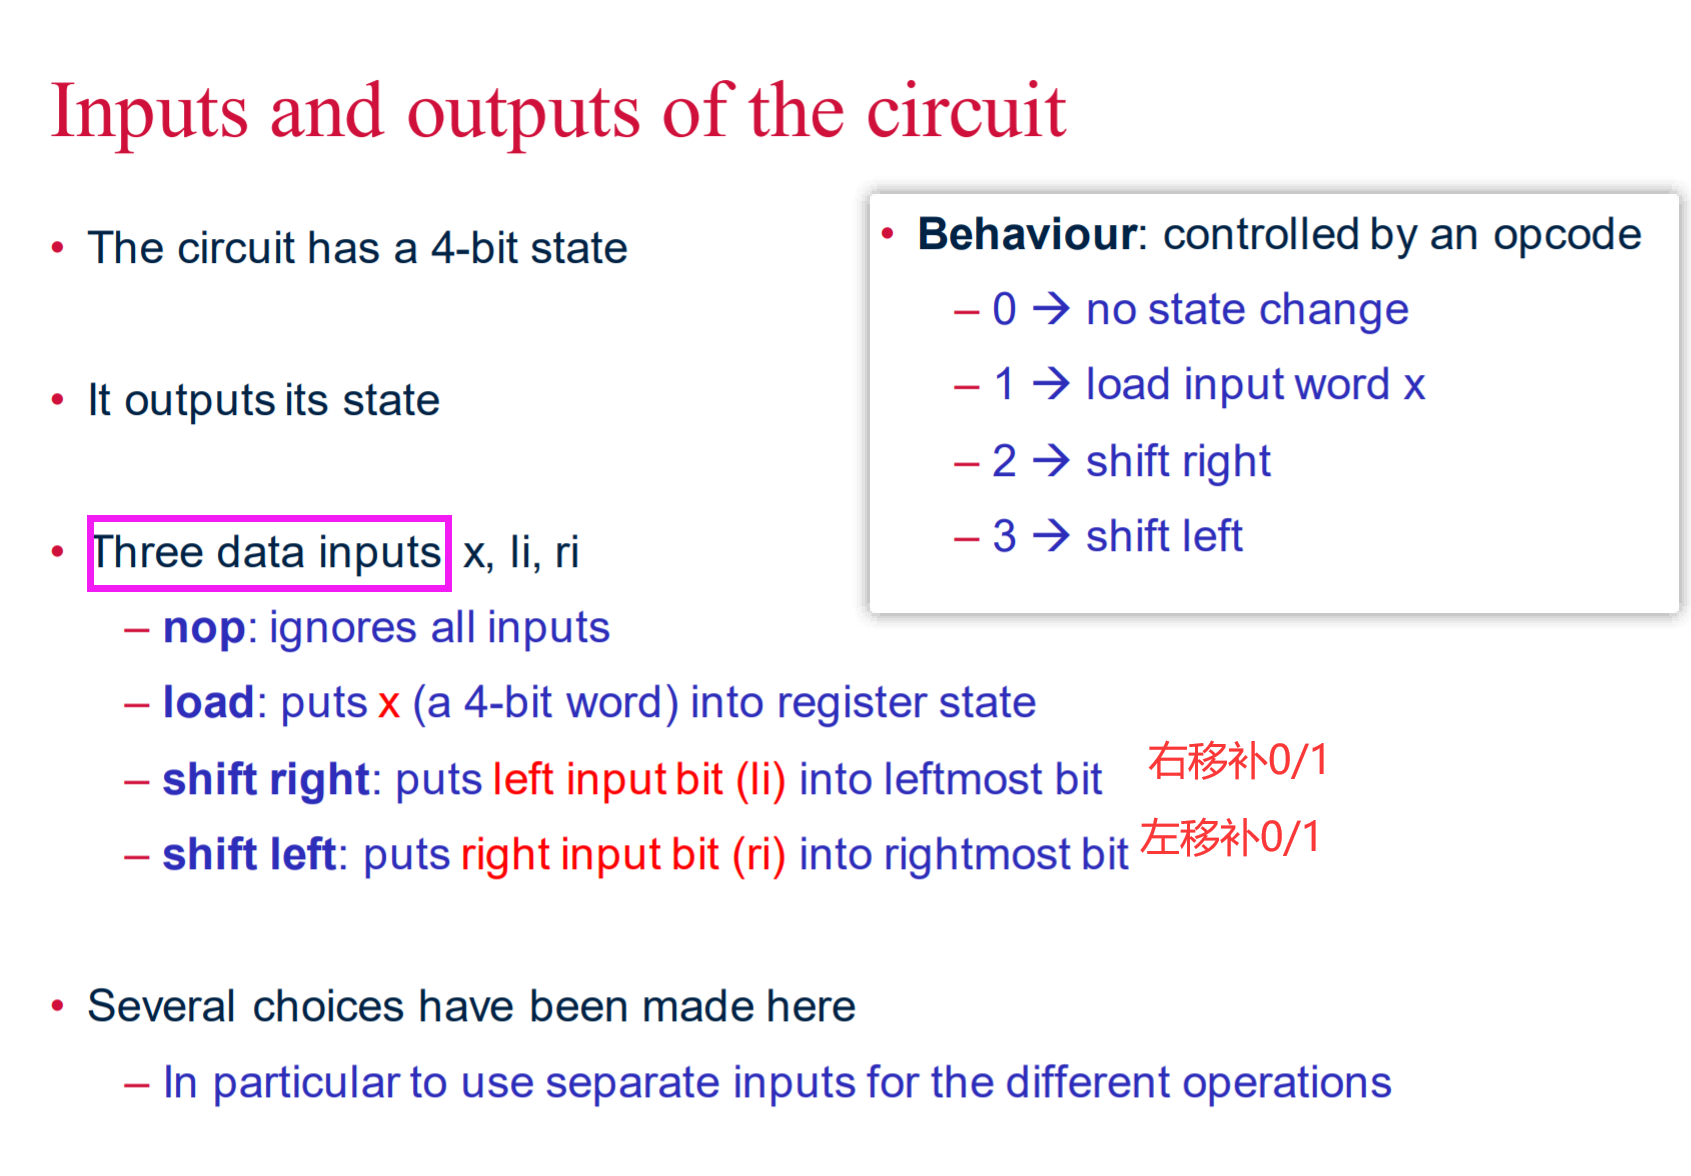 Inputs and outputs of the circuit
• The circuit has a 4-bit state
• It outputs its state
• Three data inputs x, li, ri
– nop: ignores all inputs
– load: puts x (a 4-bit word) into register state
– shift right: puts left input bit (li) into leftmost bit 右移补0/1
– shift left: puts right input bit (ri) into rightmost bit 左移补0/1
• Several choices have been made here
– In particular to use separate inputs for the different operations
• Behaviour: controlled by an opcode
– 0 → no state change
– 1 → load input word x
– 2 → shift right
– 3 → shift left